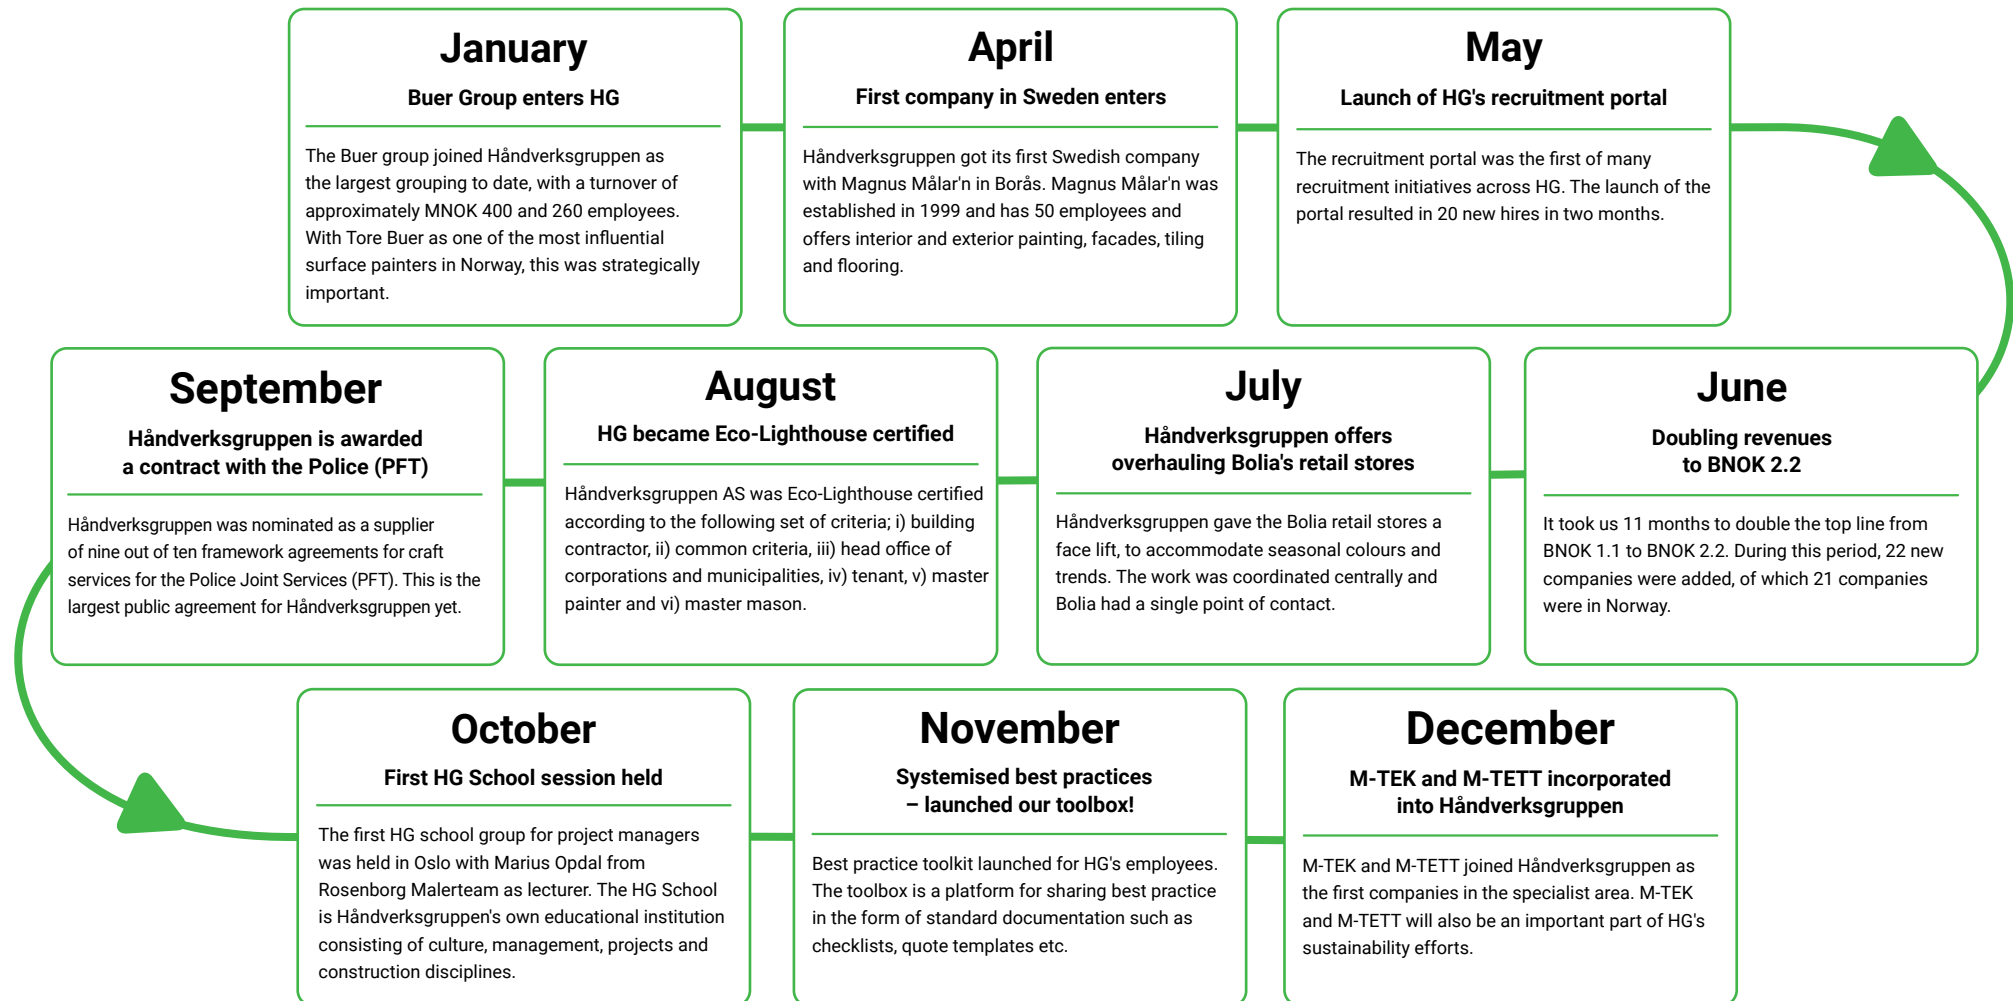 January
Buer Group enters HG
The Buer group joined Håndverksgruppen as
the largest grouping to date, with a turnover of
approximately MNOK 400 and 260 employees.
With Tore Buer as one of the most influential
surface painters in Norway, this was strategically
important.
April
First company in Sweden enters
Håndverksgruppen got its first Swedish company
with Magnus Målar'n in Borås. Magnus Målar'n was
established in 1999 and has 50 employees and
offers interior and exterior painting, facades, tiling
and flooring.
May
Launch of HG's recruitment portal
The recruitment portal was the first of many
recruitment initiatives across HG. The launch of the
portal resulted in 20 new hires in two months.
June
Doubling revenues
to BNOK 2.2
It took us 11 months to double the top line from
BNOK 1.1 to BNOK 2.2. During this period, 22 new
companies were added, of which 21 companies
were in Norway.
July
Håndverksgruppen offers
overhauling Bolia's retail stores
Håndverksgruppen gave the Bolia retail stores a
face lift, to accommodate seasonal colours and
trends. The work was coordinated centrally and
Bolia had a single point of contact.
August
HG became Eco-Lighthouse certified
Håndverksgruppen AS was Eco-Lighthouse certified
according to the following set of criteria; i) building
contractor, ii) common criteria, iii) head office of
corporations and municipalities, iv) tenant, v) master
painter and vi) master mason.
September
Håndverksgruppen is awarded
a contract with the Police (PFT)
Håndverksgruppen was nominated as a supplier
of nine out of ten framework agreements for craft
services for the Police Joint Services (PFT). This is the
largest public agreement for Håndverksgruppen yet.
October
First HG School session held
The first HG school group for project managers
was held in Oslo with Marius Opdal from
Rosenborg Malerteam as lecturer. The HG School
is Håndverksgruppen's own educational institution
consisting of culture, management, projects and
construction disciplines.
November
Systemised best practices
– launched our toolbox!
Best practice toolkit launched for HG's employees.
The toolbox is a platform for sharing best practice
in the form of standard documentation such as
checklists, quote templates etc.
December
M-TEK and M-TETT incorporated
into Håndverksgruppen
M-TEK and M-TETT joined Håndverksgruppen as
the first companies in the specialist area. M-TEK
and M-TETT will also be an important part of HG's
sustainability efforts.